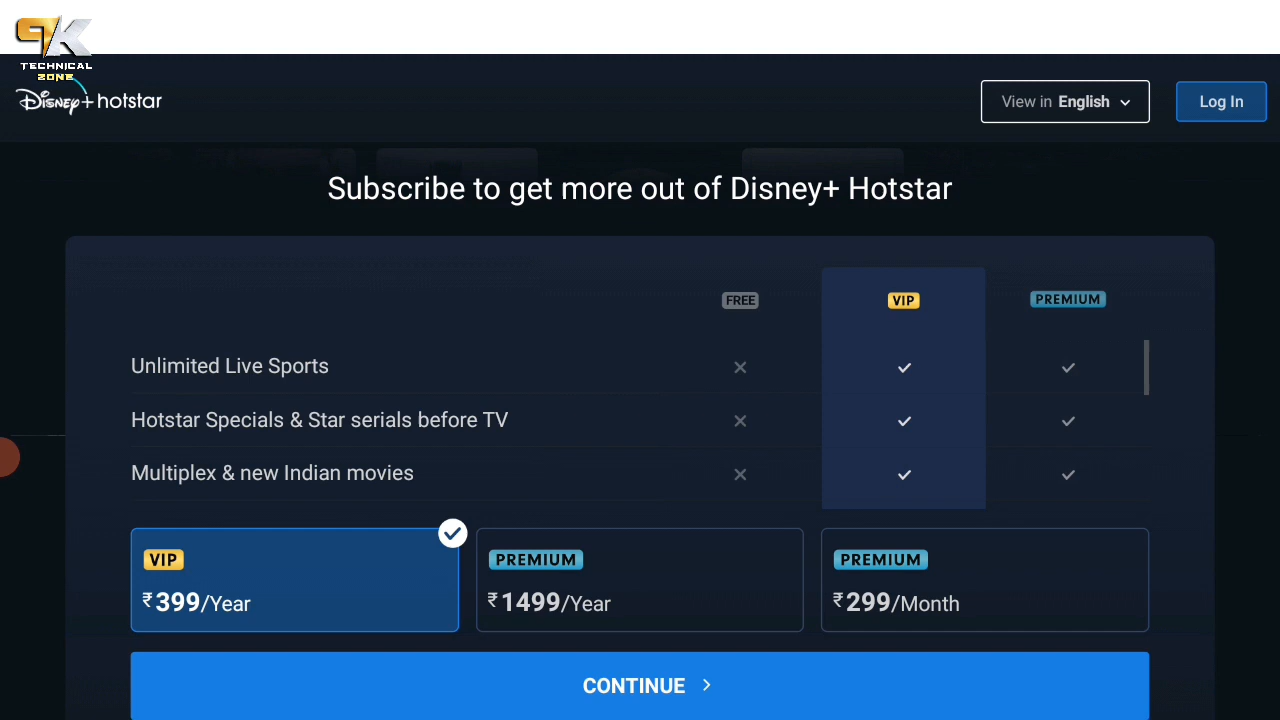 PK
TECHNICAL
ZONE
Disney+ hotstar
View in English
Log In
Subscribe to get more out of Disney+ Hotstar
FREE VIP PREMIUM
Unlimited Live Sports
Hotstar Specials & Star serials before TV
Multiplex & new Indian movies
VIP PREMIUM PREMIUM
₹399/Year ₹1499/Year ₹299/Month
CONTINUE